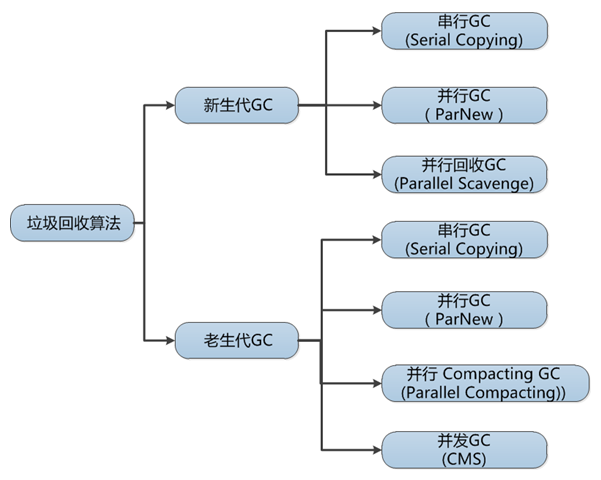 垃圾回收算法
新生代GC
串行GC
(Serial Copying)
并行GC
( ParNew )
并行回收GC
(Parallel Scavenge)
老生代GC
串行GC
(Serial Copying)
并行GC
( ParNew )
并行 Compacting GC
(Parallel Compacting))
并发GC
(CMS)